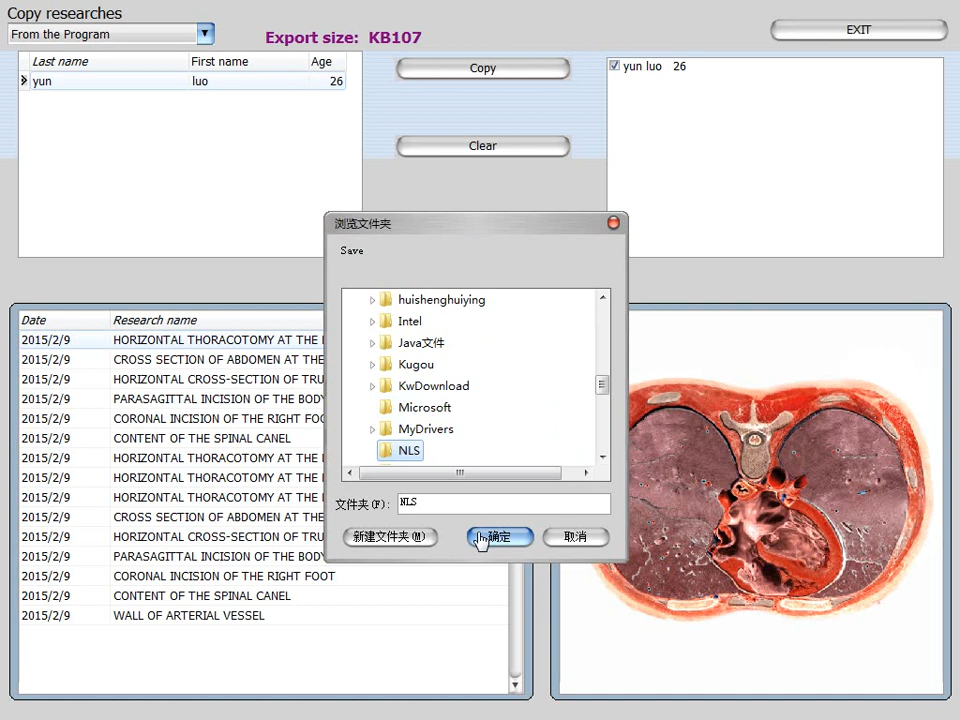 Copy researches
From the Program
Export size: KB107
EXIT
Last name First name Age
yun luo 26
Copy
Clear
yun luo 26
浏览文件夹
Save
huishenghuiying
Intel
Java文件
Kugou
KwDownload
Microsoft
MyDrivers
NLS
文件夹(F): NLS
新建文件夹(M) 确定 取消
Date Research name
2015/2/9 HORIZONTAL THORACOTOMY AT THE
2015/2/9 CROSS SECTION OF ABDOMEN AT THE
2015/2/9 HORIZONTAL CROSS-SECTION OF TRU
2015/2/9 PARASAGITTAL INCISION OF THE BODY
2015/2/9 CORONAL INCISION OF THE RIGHT FOO
2015/2/9 CONTENT OF THE SPINAL CANEL
2015/2/9 HORIZONTAL THORACOTOMY AT THE
2015/2/9 HORIZONTAL THORACOTOMY AT THE
2015/2/9 HORIZONTAL THORACOTOMY AT THE
2015/2/9 CROSS SECTION OF ABDOMEN AT THE
2015/2/9 HORIZONTAL CROSS-SECTION OF TRU
2015/2/9 PARASAGITTAL INCISION OF THE BODY
2015/2/9 CORONAL INCISION OF THE RIGHT FOOT
2015/2/9 CONTENT OF THE SPINAL CANEL
2015/2/9 WALL OF ARTERIAL VESSEL